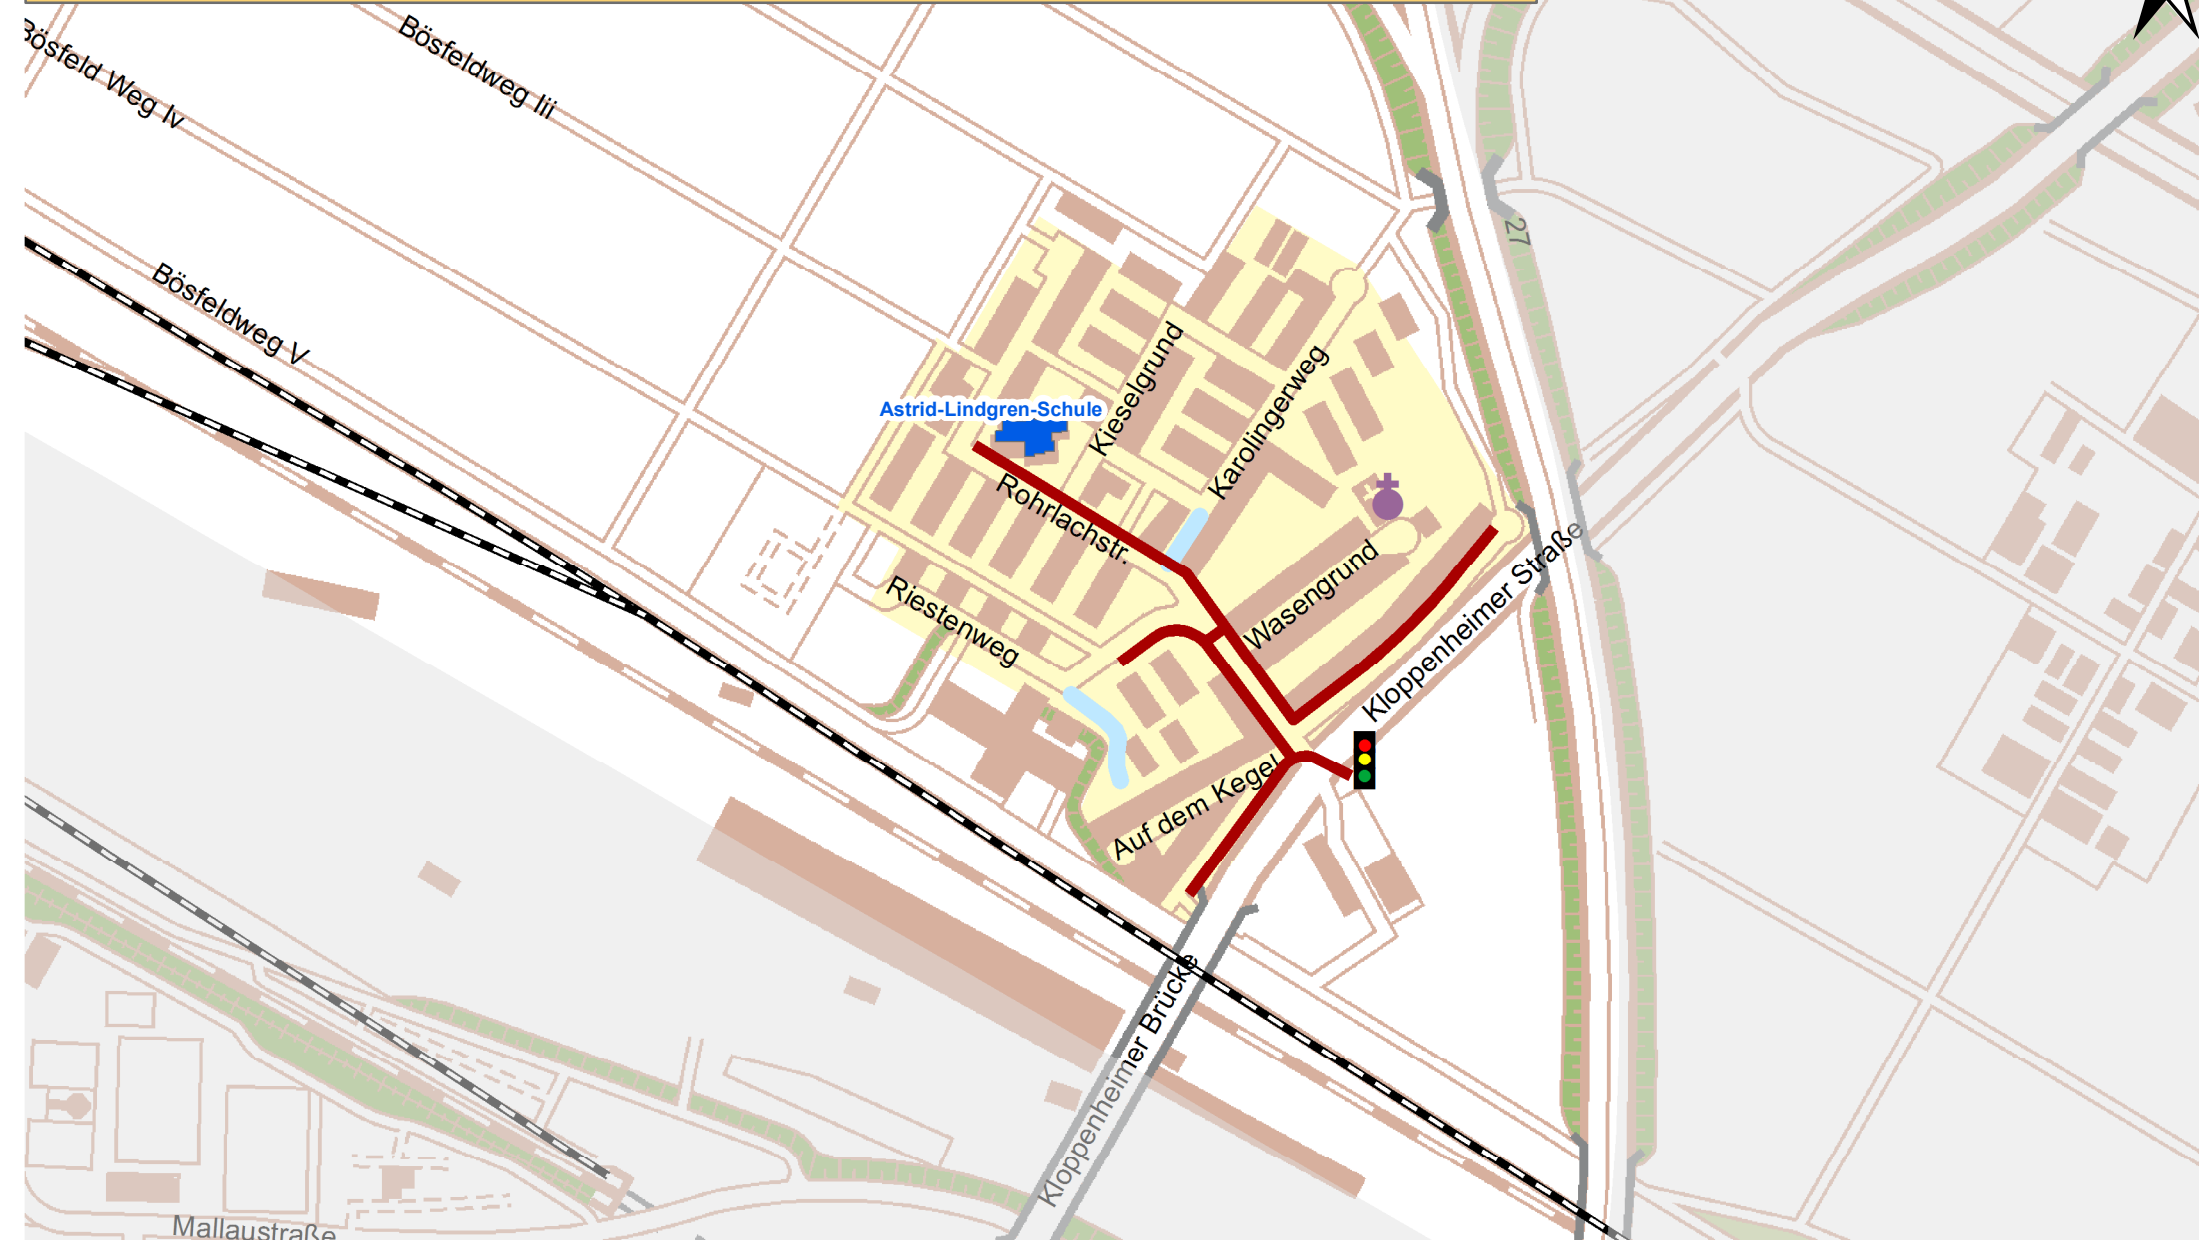 Bösfeldweg Iii
Bösfeld Weg Iv
27
Bösfeldweg V
Astrid-Lindgren-Schule
Kieselgrund
Karolingerweg
Rohrlachstr.
Wasengrund
Kloppenheimer Straße
Riestenweg
Auf dem Kegel
Kloppenheimer Brücke
Mallaustraße